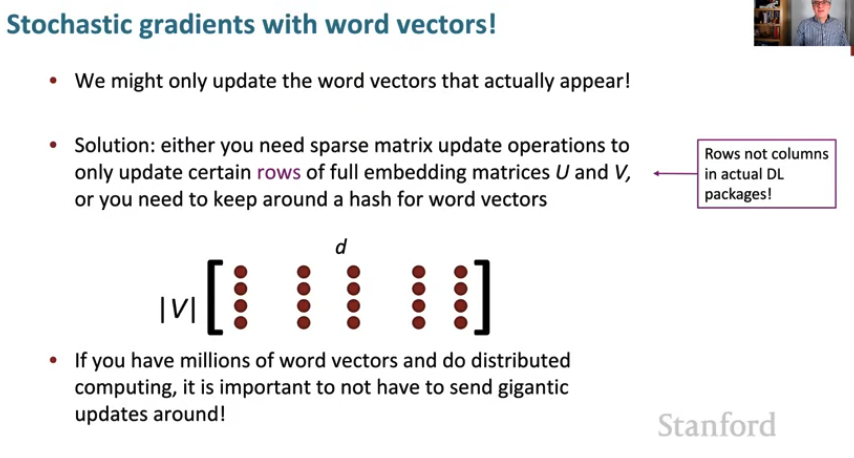 Stochastic gradients with word vectors!
• We might only update the word vectors that actually appear!
• Solution: either you need sparse matrix update operations to
only update certain rows of full embedding matrices U and V,
or you need to keep around a hash for word vectors
Rows not columns
in actual DL
packages!
d
|V|
• If you have millions of word vectors and do distributed
computing, it is important to not have to send gigantic
updates around!
Stanford